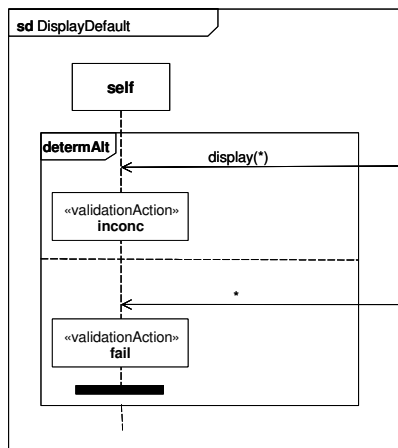 sd DisplayDefault
self
determAlt
display(*)
«validationAction»
inconc
*
«validationAction»
fail